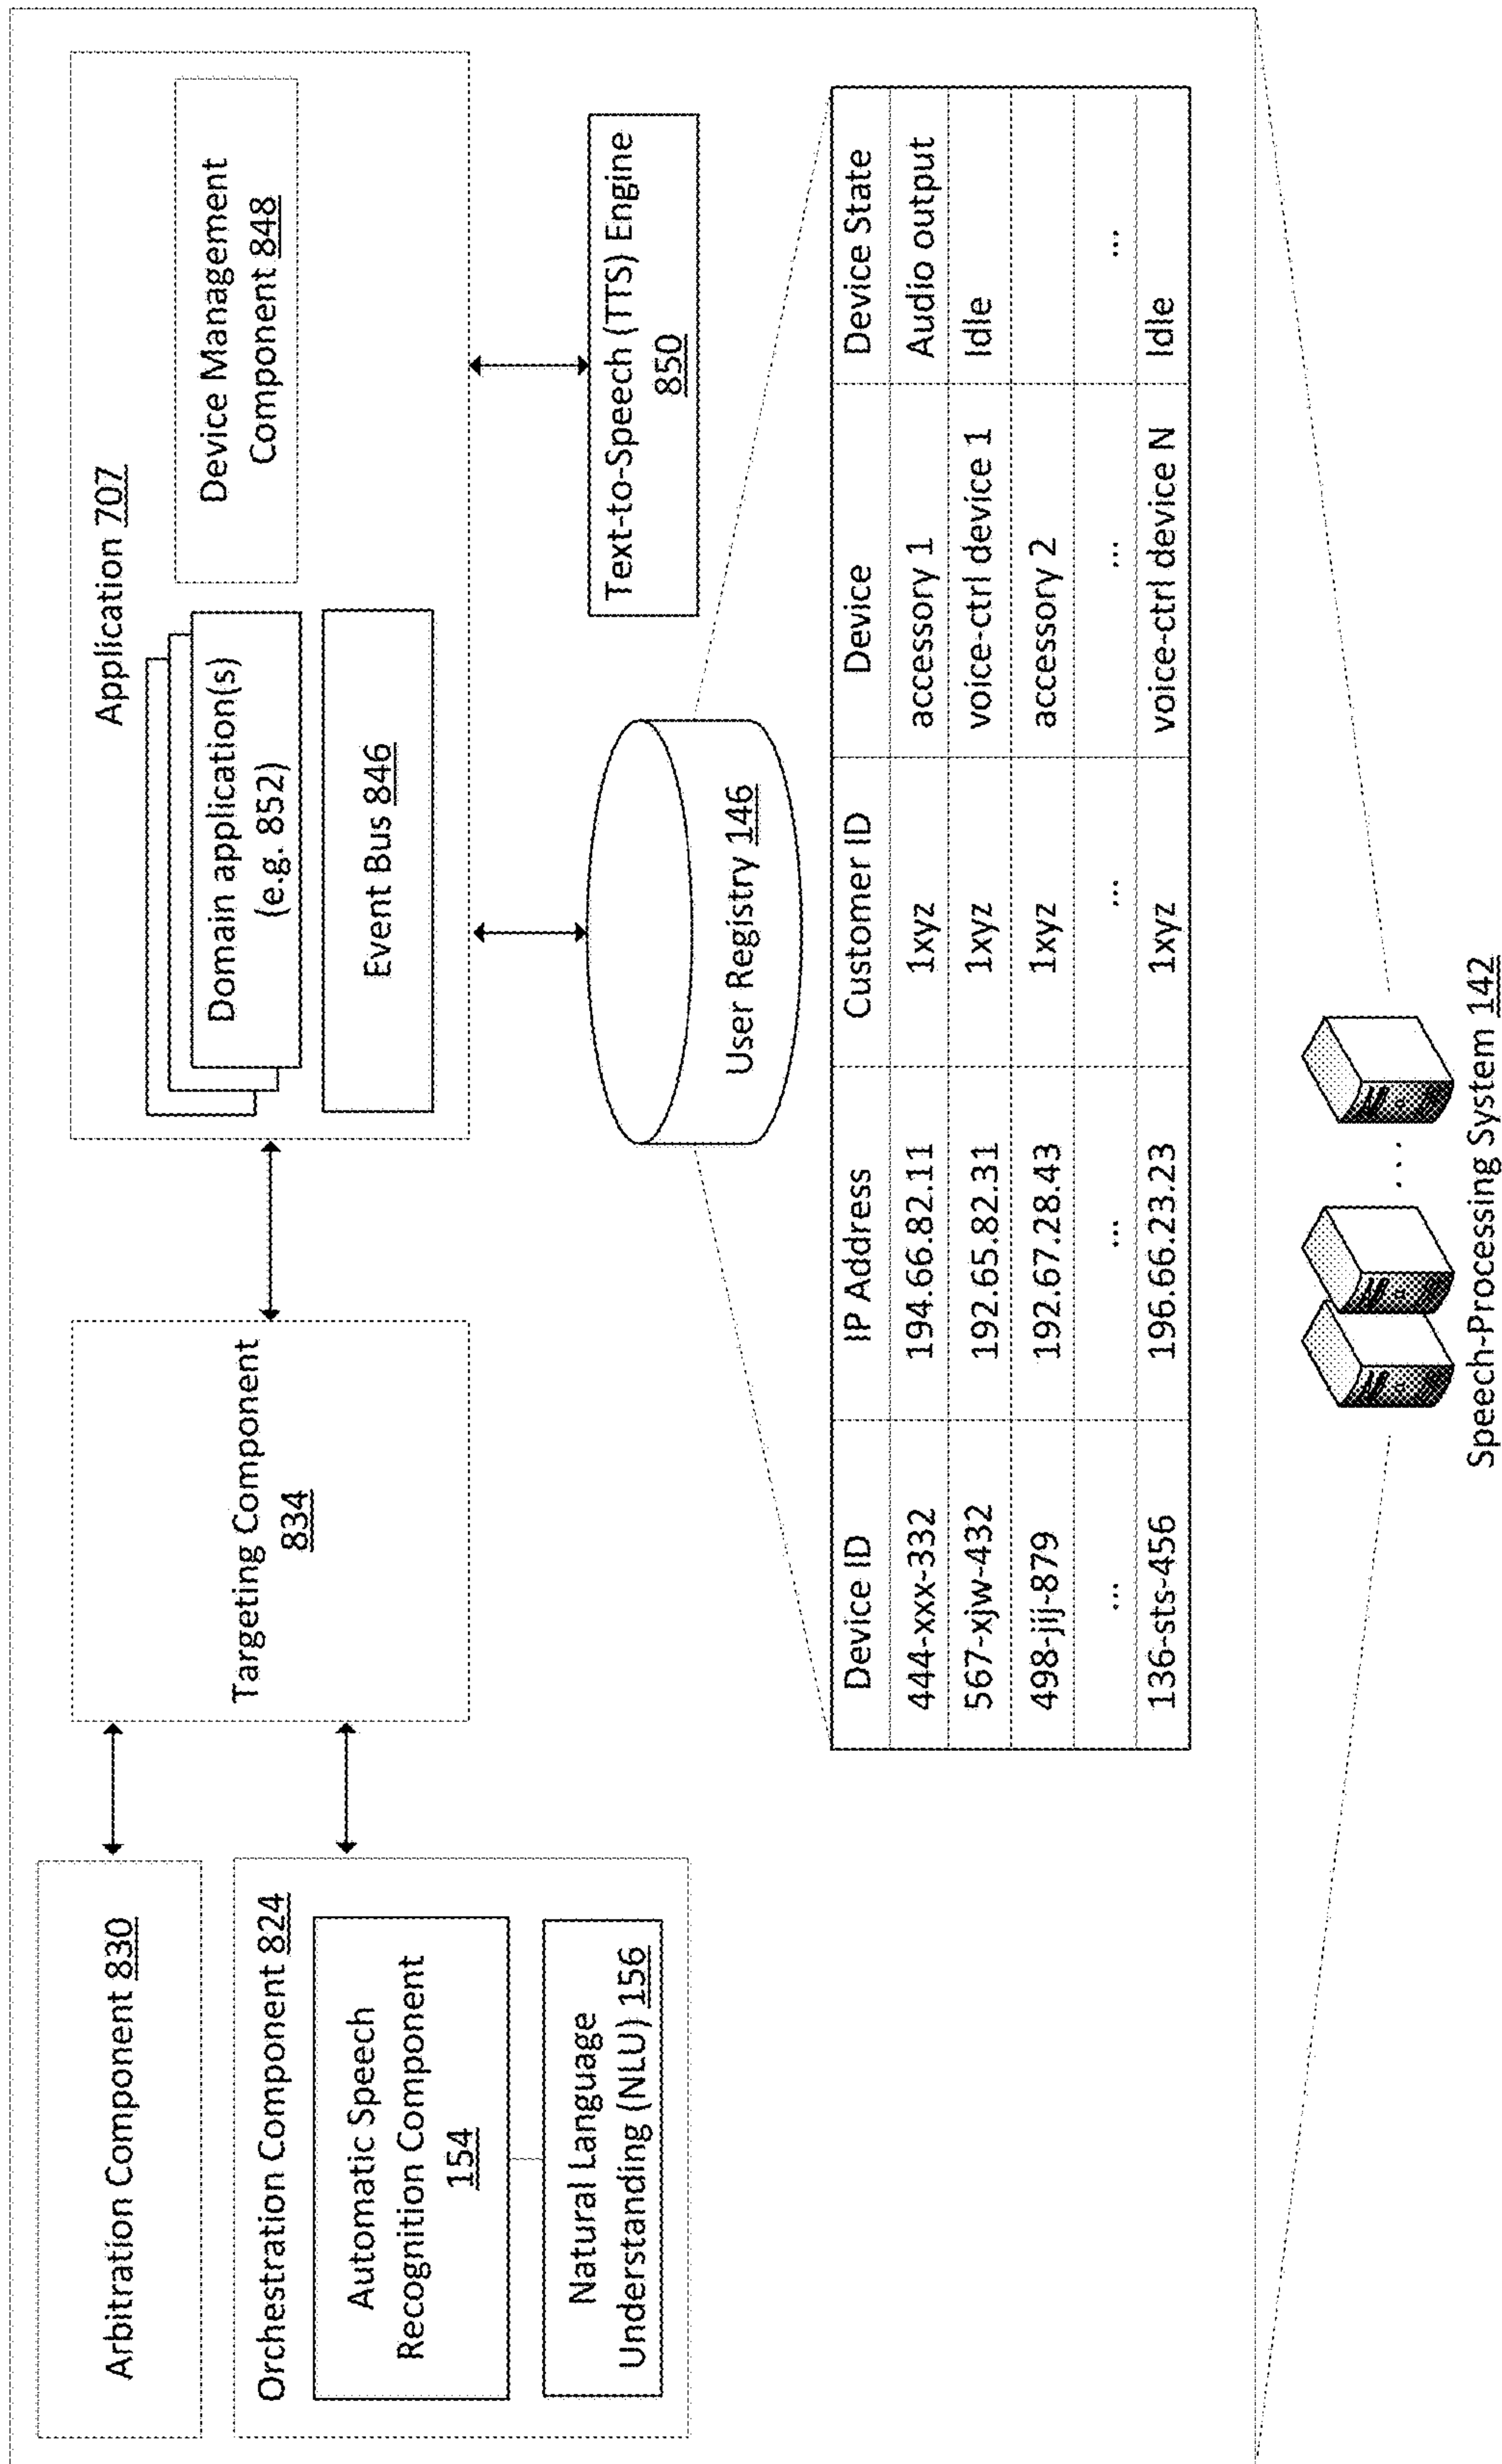 Arbitration Component 830
Orchestration Component 824
Automatic Speech
Recognition Component
154
Natural Language
Understanding (NLU) 156
Targeting Component
834
Application 707
Domain application(s)
(e.g. 852)
Event Bus 846
Device Management
Component 848
Text-to-Speech (TTS) Engine
850
User Registry 146
Device ID IP Address Customer ID Device Device State
444-xxx-332 194.66.82.11 1xyz accessory 1 Audio output
567-xjw-432 192.65.82.31 1xyz voice-ctrl device 1 Idle
498-jij-879 192.67.28.43 1xyz accessory 2
... ... ... ... ...
136-sts-456 196.66.23.23 1xyz voice-ctrl device N Idle
. . .
Speech-Processing System 142